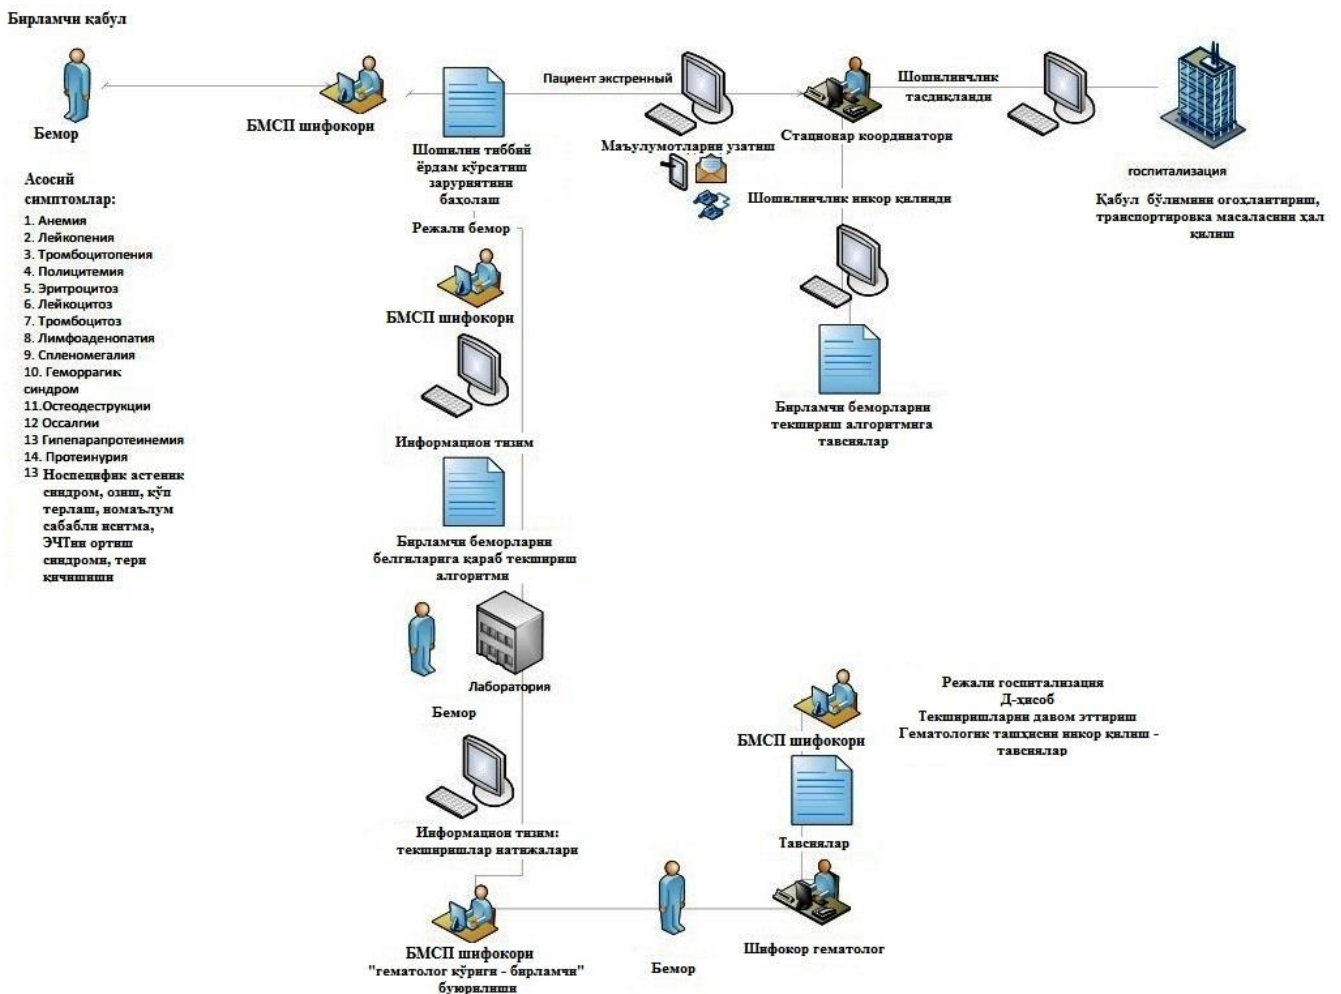 Бирламчи қабул
Бемор
БМСП шифокори
Шошилин тиббий
ёрдам кўрсатиш
заруриятини
баҳолаш
Пациент экстренный
Маъулумотларни узатиш
Стационар координатори
Шошилинчлик
тасдиқланди
госпитализация
Қабул бўлимини огоҳлантириш,
транспортировка масаласини ҳал
қилиш
Асосий
симптомлар:
1. Анемия
2. Лейкопения
3. Тромбоцитопения
4. Полицитемия
5. Эритроцитоз
6. Лейкоцитоз
7. Тромбоцитоз
8. Лимфоаденопатия
9. Спленомегалия
10. Геморрагик
синдром
11.Остеодеструкции
12 Оссалгии
13 Гипепарапротеинемия
14. Протеинурия
13 Носпецифик астеник
синдром, озиш, кўп
терлаш, номаълум
сабабли иситма,
ЭЧТни ортиш
синдроми, тери
қичишиши
Режали бемор
БМСП шифокори
Информацион тизим
Бирламчи беморларни
белгиларига қараб текшириш
алгоритми
Лаборатория
Бемор
Информацион тизим:
текширишлар натижалари
БМСП шифокори
"гематолог кўриги - бирламчи"
буюрилиши
Шошилинчлик инкор қилинди
Бирламчи беморларни
текшириш алгоритмига
тавсиялар
Бемор
Шифокор гематолог
Тавсиялар
БМСП шифокори
Режали госпитализация
Д-ҳисоб
Текширишларни давом эттириш
Гематологик ташҳисни инкор қилиш -
тавсиялар